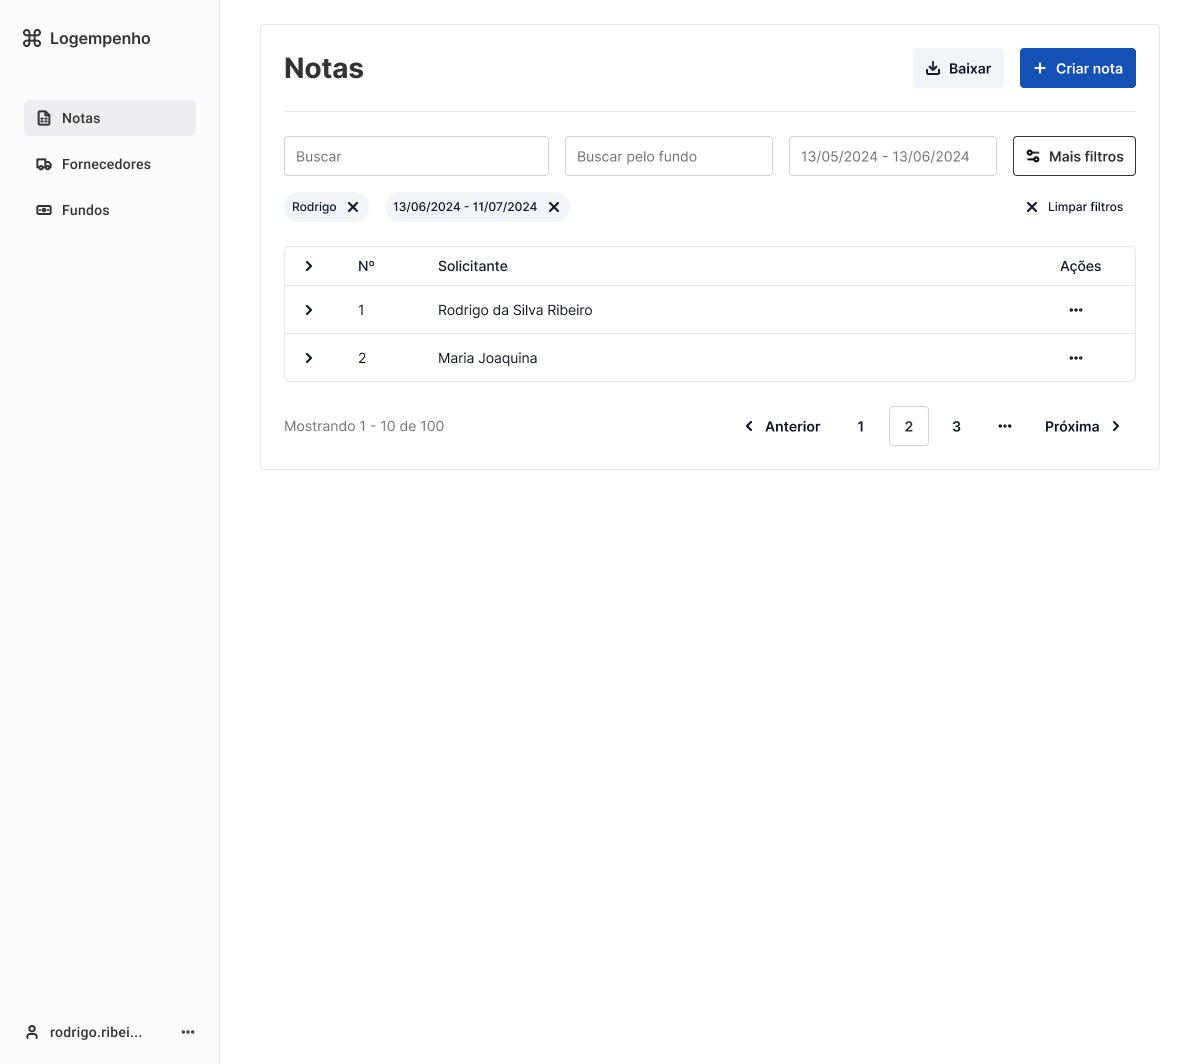 Logempenho
Notas
Fornecedores
Fundos
rodrigo.ribei...
Notas
Baixar
Criar nota
Buscar
Buscar pelo fundo
13/05/2024 - 13/06/2024
Mais filtros
Rodrigo
13/06/2024 - 11/07/2024
Limpar filtros
Nº Solicitante Ações
1 Rodrigo da Silva Ribeiro
2 Maria Joaquina
Mostrando 1 - 10 de 100
Anterior 1 2 3 ... Próxima